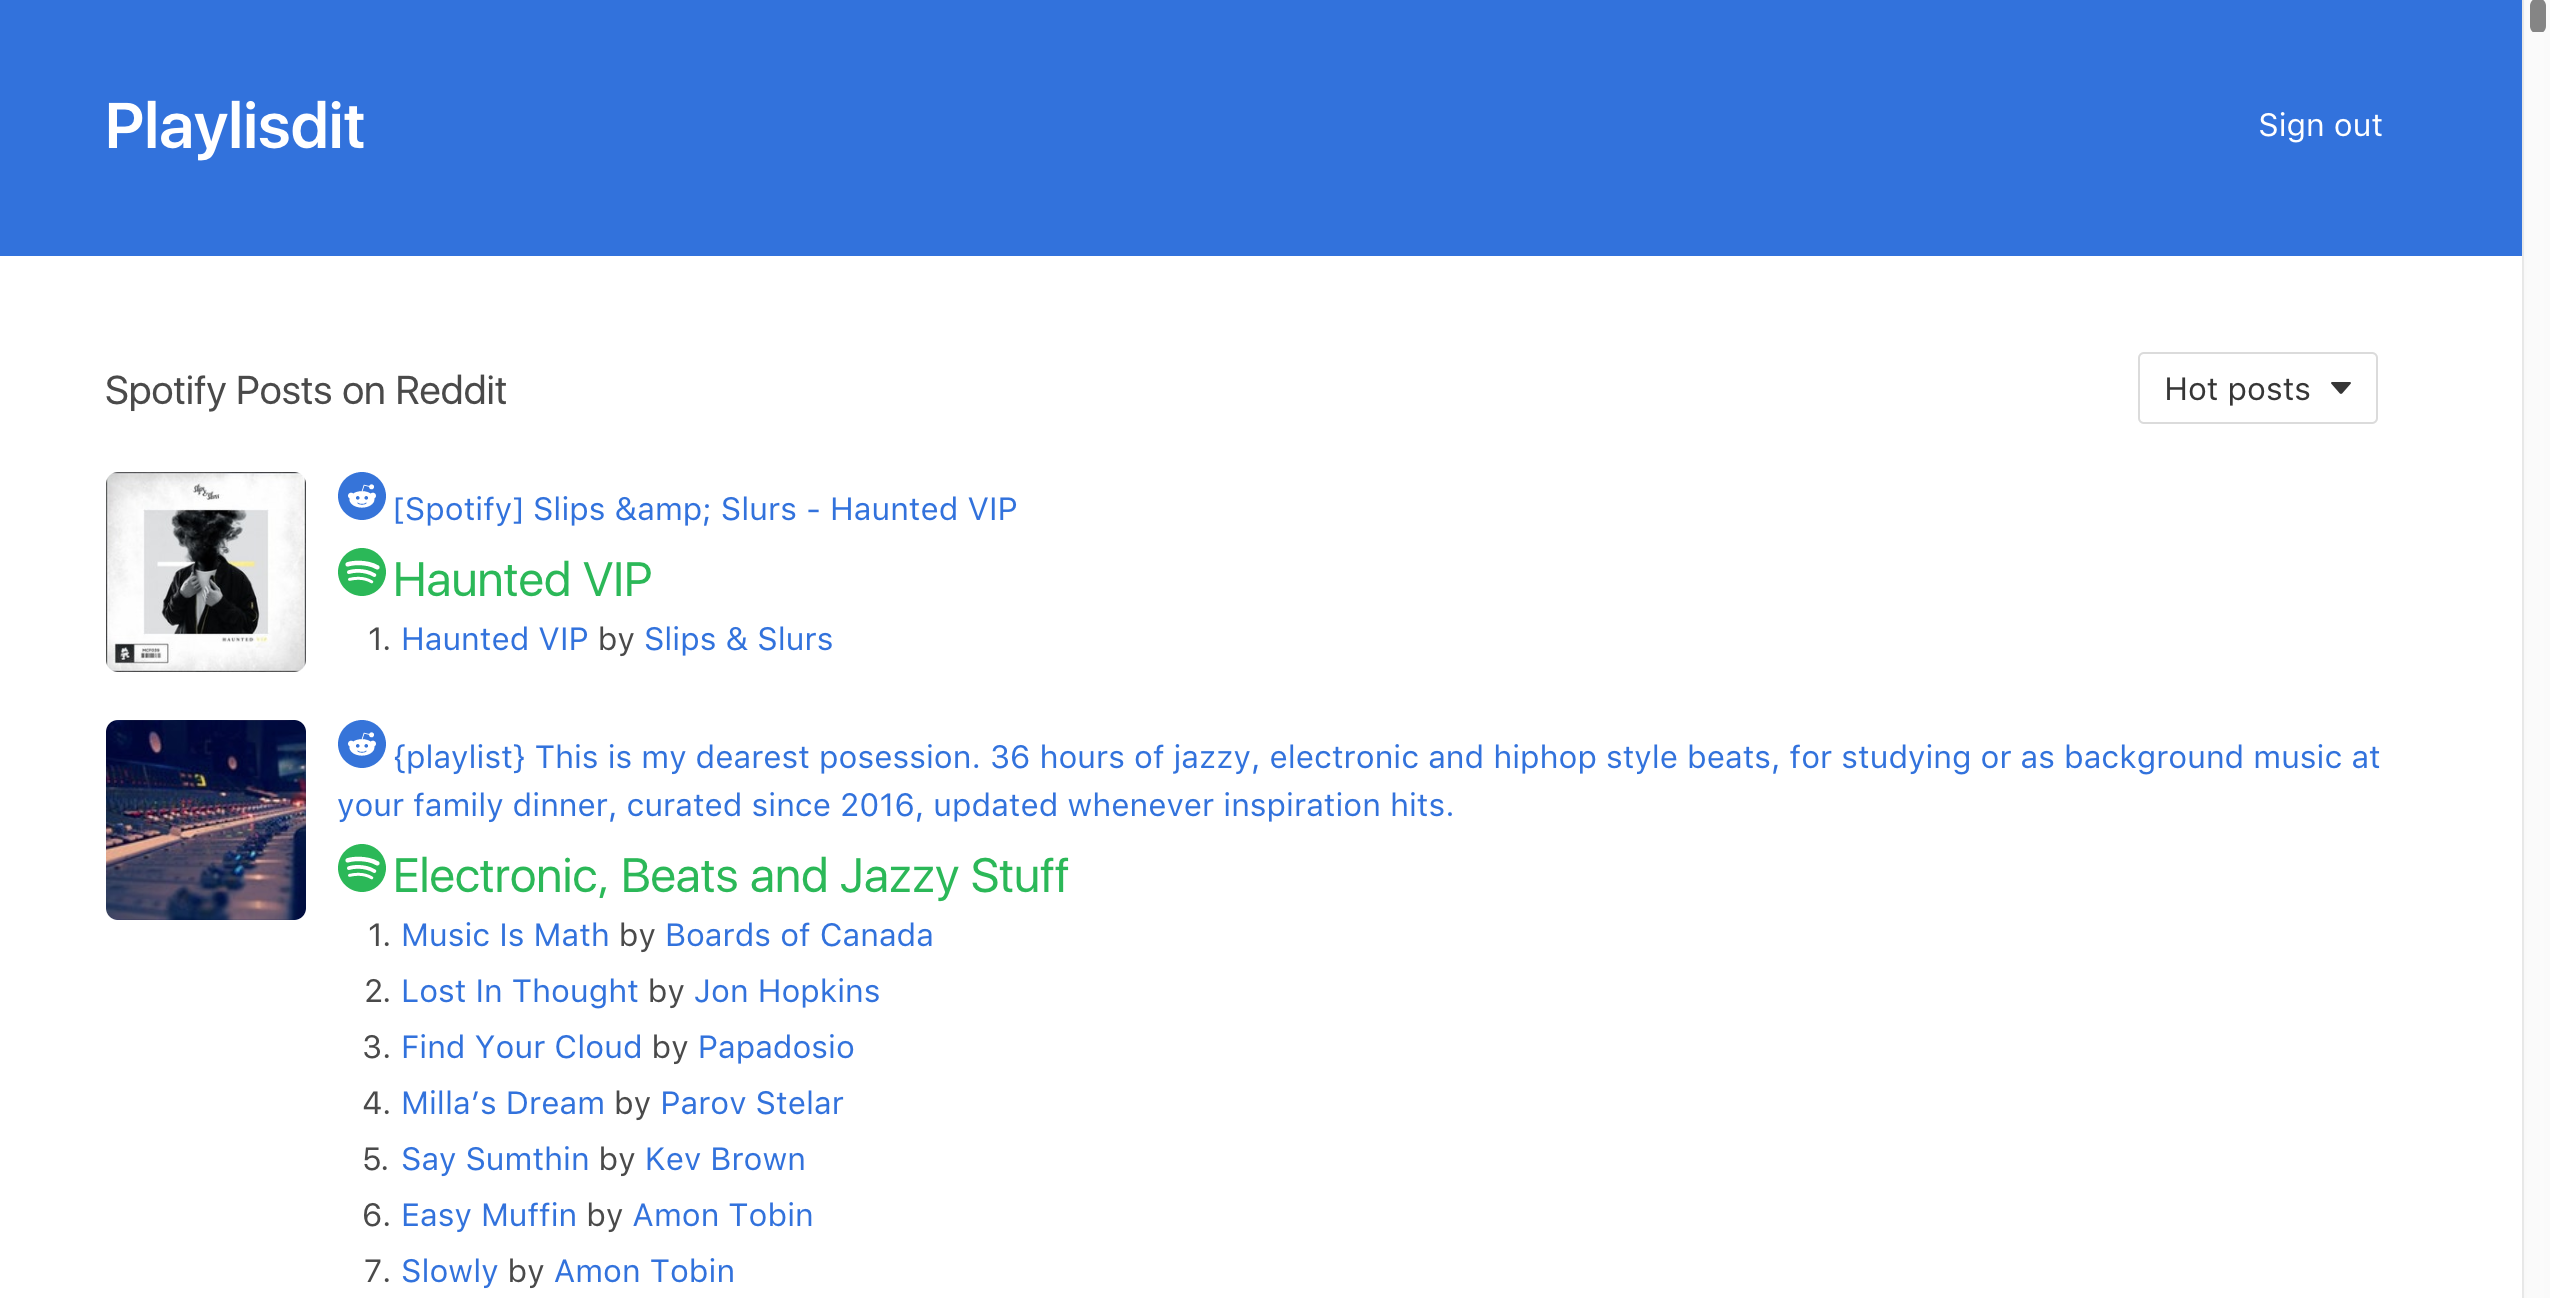 Playlisdit
Sign out
Spotify Posts on Reddit
Hot posts
[Spotify] Slips &amp; Slurs - Haunted VIP
Haunted VIP
1. Haunted VIP by Slips & Slurs
HAUNTED VIP
{playlist} This is my dearest posession. 36 hours of jazzy, electronic and hiphop style beats, for studying or as background music at
your family dinner, curated since 2016, updated whenever inspiration hits.
Electronic, Beats and Jazzy Stuff
1. Music Is Math by Boards of Canada
2. Lost In Thought by Jon Hopkins
3. Find Your Cloud by Papadosio
4. Milla’s Dream by Parov Stelar
5. Say Sumthin by Kev Brown
6. Easy Muffin by Amon Tobin
7. Slowly by Amon Tobin